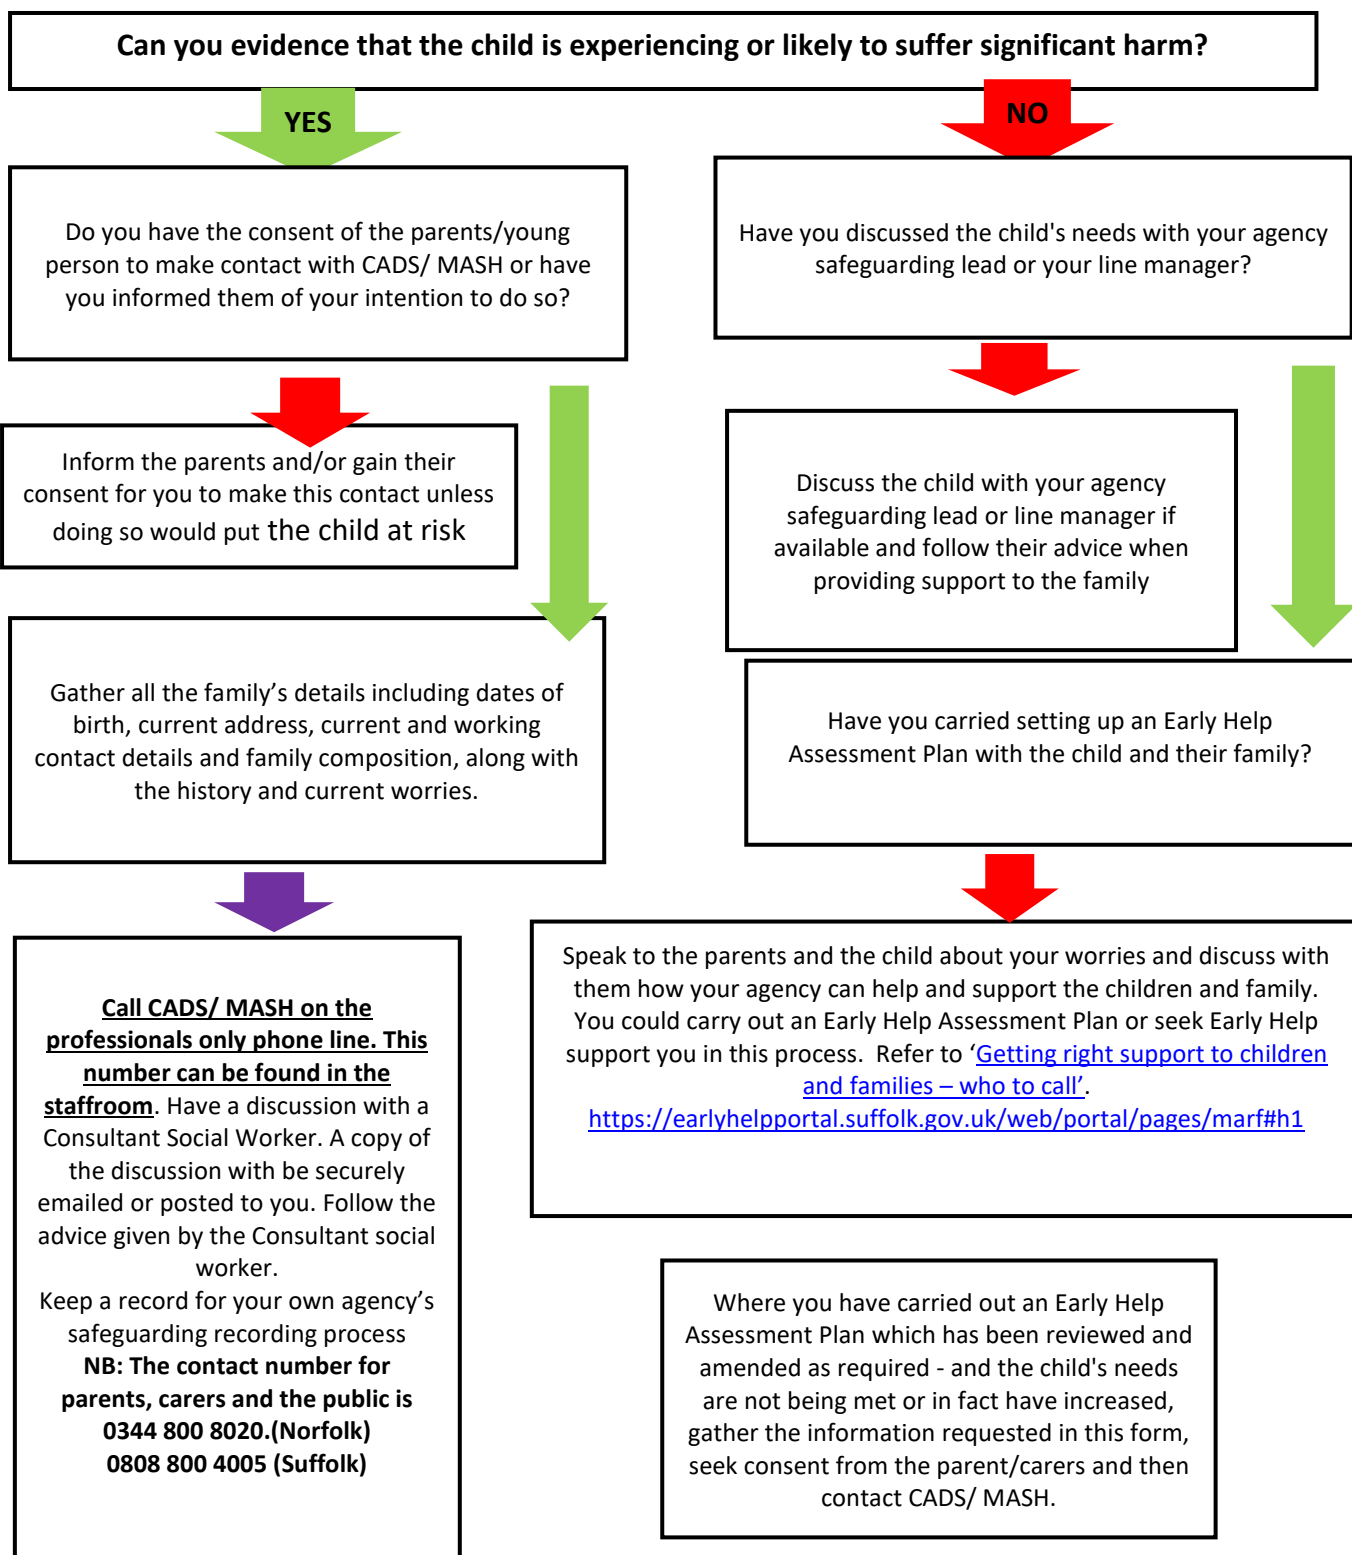 Can you evidence that the child is experiencing or likely to suffer significant harm?
YES
NO
Do you have the consent of the parents/young
person to make contact with CADS/ MASH or have
you informed them of your intention to do so?
Have you discussed the child's needs with your agency
safeguarding lead or your line manager?
Inform the parents and/or gain their
consent for you to make this contact unless
doing so would put the child at risk
Discuss the child with your agency
safeguarding lead or line manager if
available and follow their advice when
providing support to the family
Gather all the family’s details including dates of
birth, current address, current and working
contact details and family composition, along with
the history and current worries.
Have you carried setting up an Early Help
Assessment Plan with the child and their family?
Call CADS/ MASH on the
professionals only phone line. This
number can be found in the
staffroom. Have a discussion with a
Consultant Social Worker. A copy of
the discussion with be securely
emailed or posted to you. Follow the
advice given by the Consultant social
worker.
Keep a record for your own agency’s
safeguarding recording process
NB: The contact number for
parents, carers and the public is
0344 800 8020.(Norfolk)
0808 800 4005 (Suffolk)
Speak to the parents and the child about your worries and discuss with
them how your agency can help and support the children and family.
You could carry out an Early Help Assessment Plan or seek Early Help
support you in this process.  Refer to ‘Getting right support to children
and families – who to call’.
https://earlyhelpportal.suffolk.gov.uk/web/portal/pages/marf#h1
Where you have carried out an Early Help
Assessment Plan which has been reviewed and
amended as required - and the child's needs
are not being met or in fact have increased,
gather the information requested in this form,
seek consent from the parent/carers and then
contact CADS/ MASH.